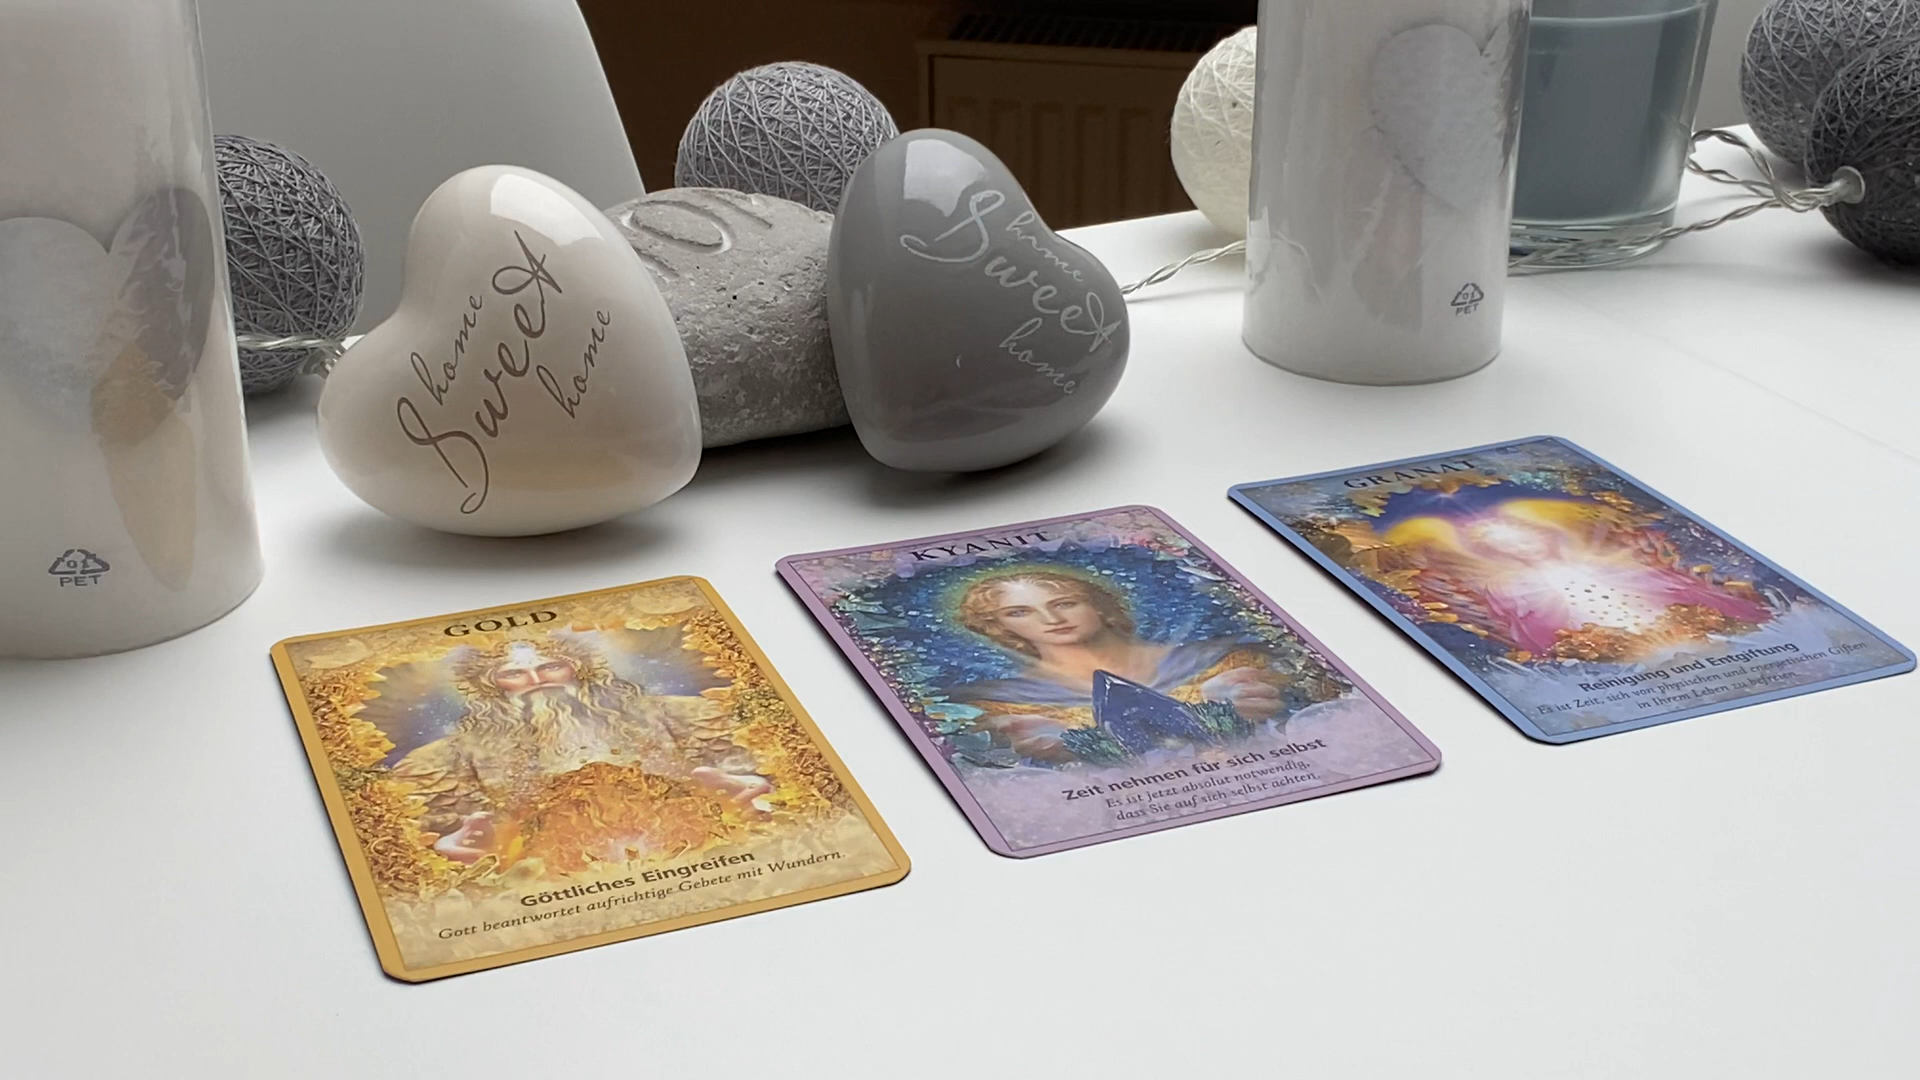 home
Sweet
home
home
Sweet
home
01
PET
01
PET
GOLD
Göttliches Eingreifen
Gott beantwortet aufrichtige Gebete mit Wundern.
KYANIT
Zeit nehmen für sich selbst
Es ist jetzt absolut notwendig,
dass Sie auf sich selbst achten.
GRANAT
Reinigung und Entgiftung
Es ist Zeit, sich von physischen und energetischen Giften
in Ihrem Leben zu befreien.